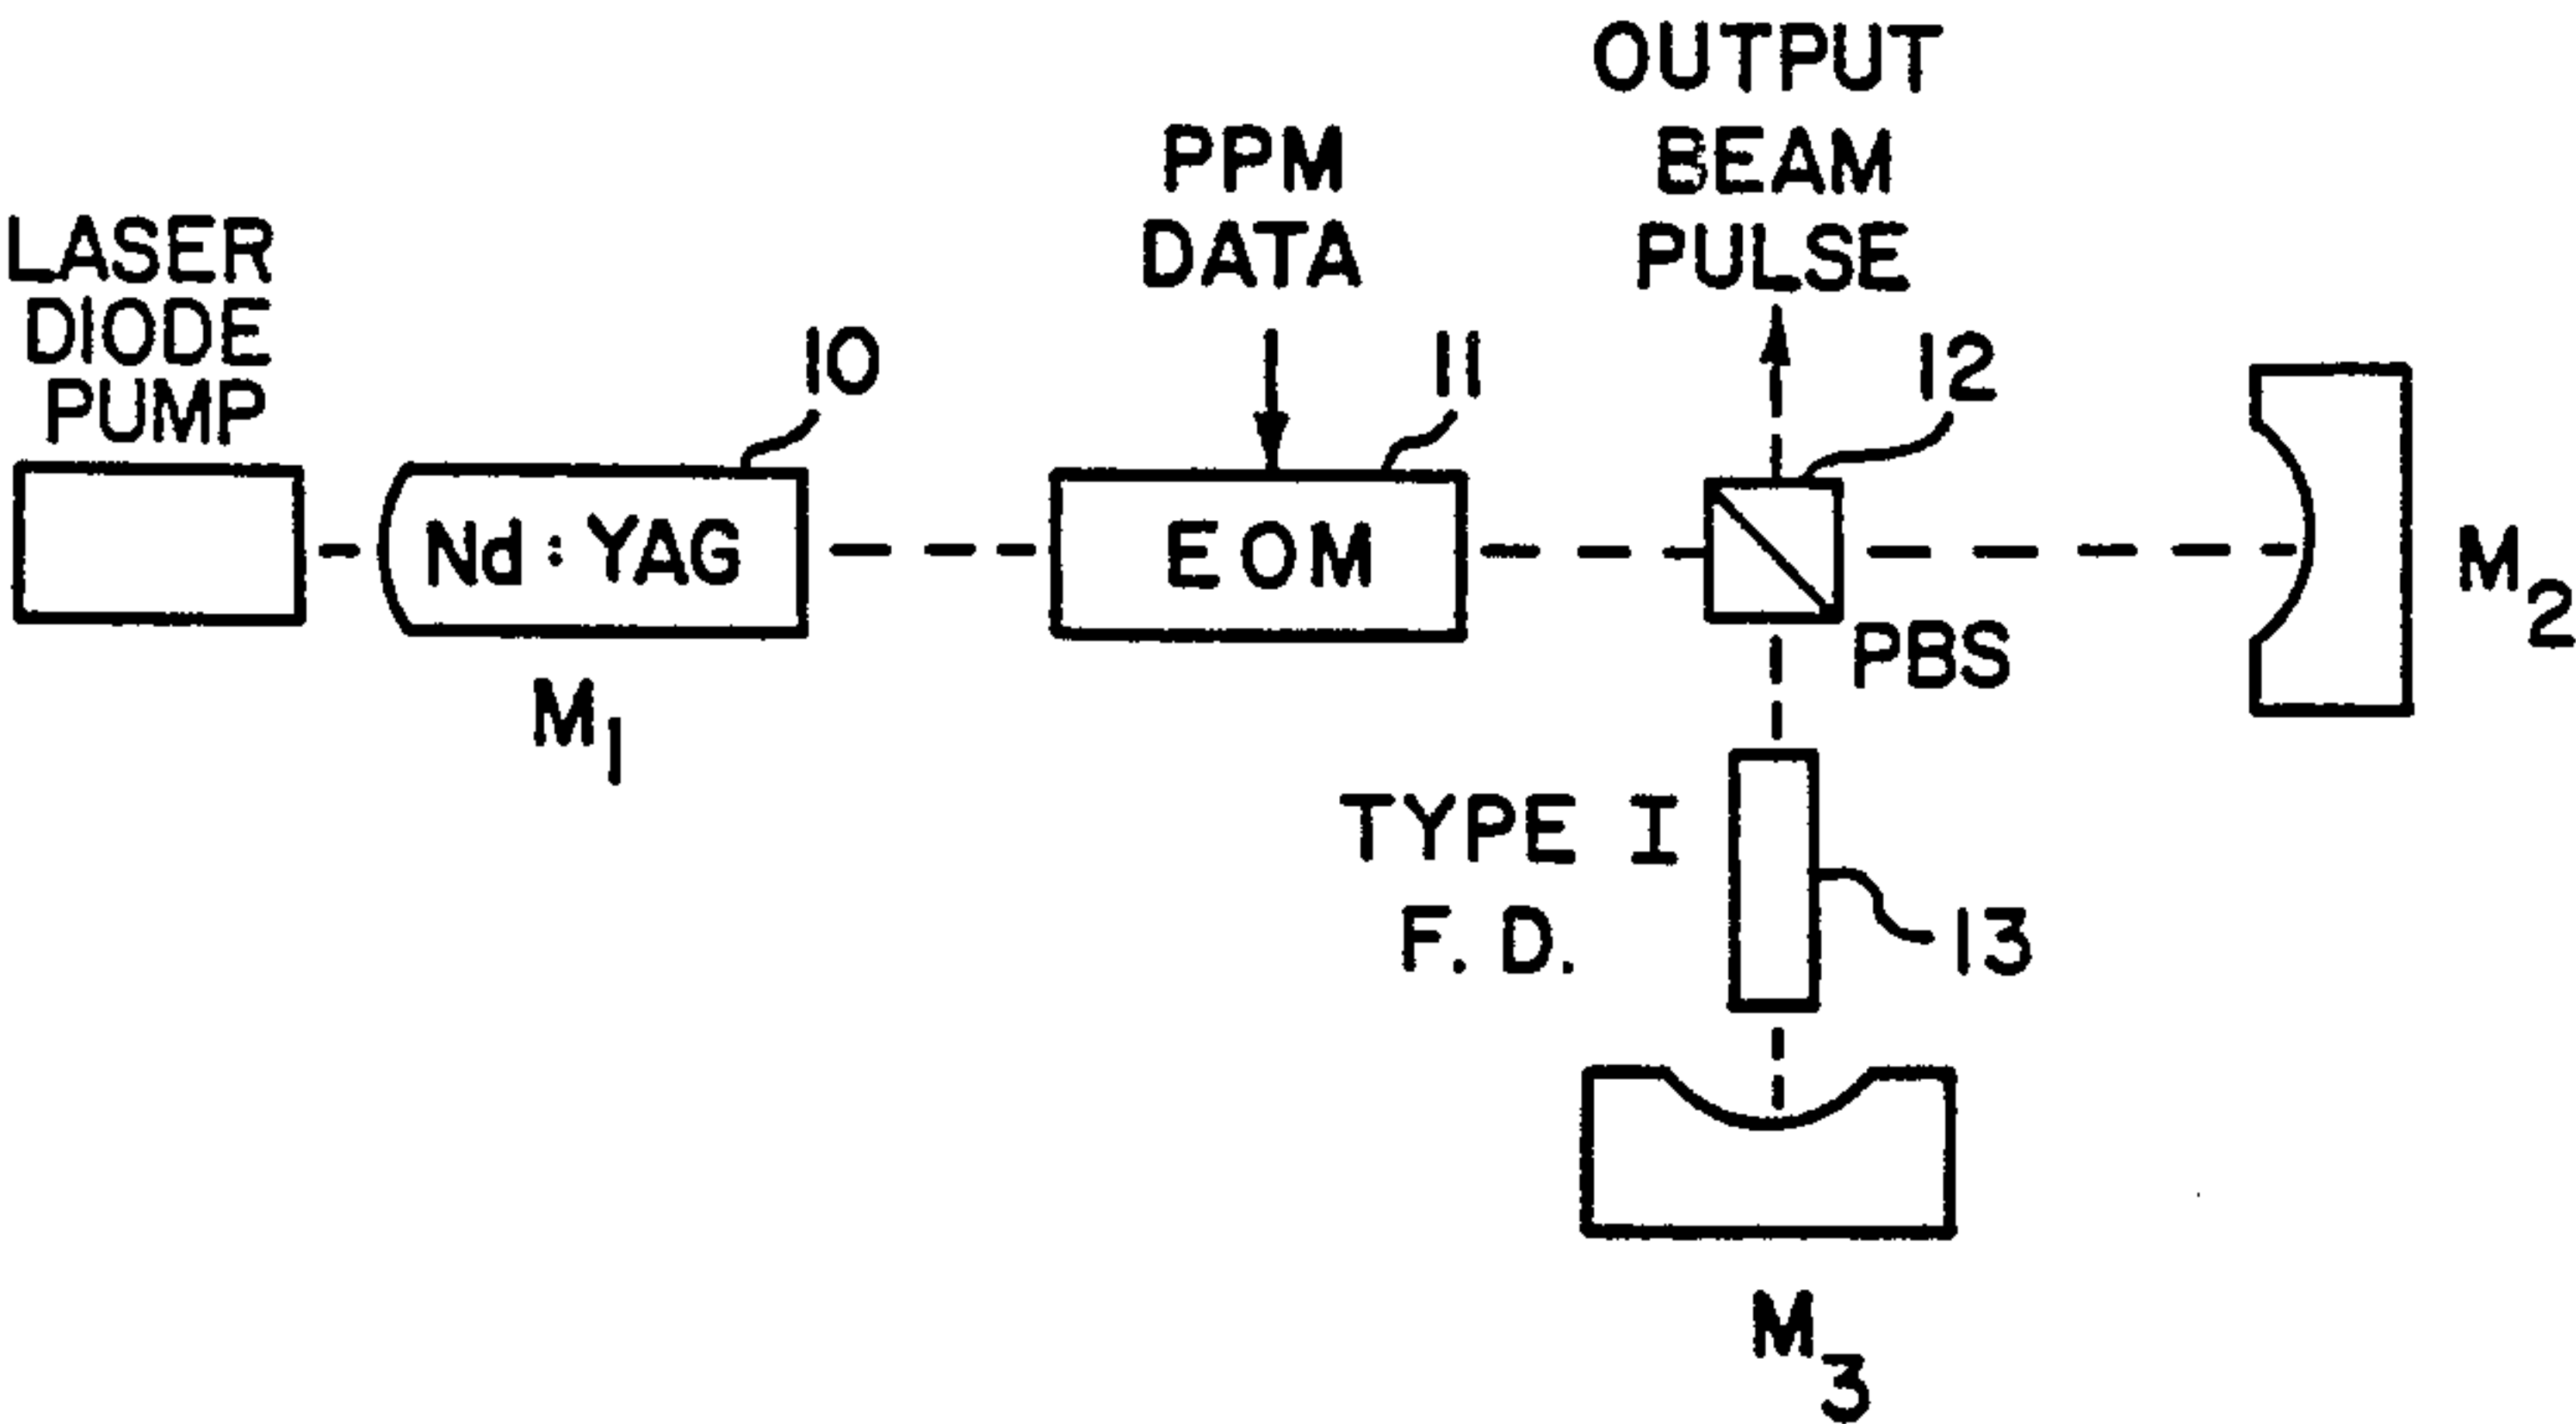 OUTPUT
BEAM
PULSE
PPM
DATA
LASER
DIODE
PUMP
10
11
12
Nd : YAG
EOM
M1
PBS
M2
TYPE I
F. D.
13
M3